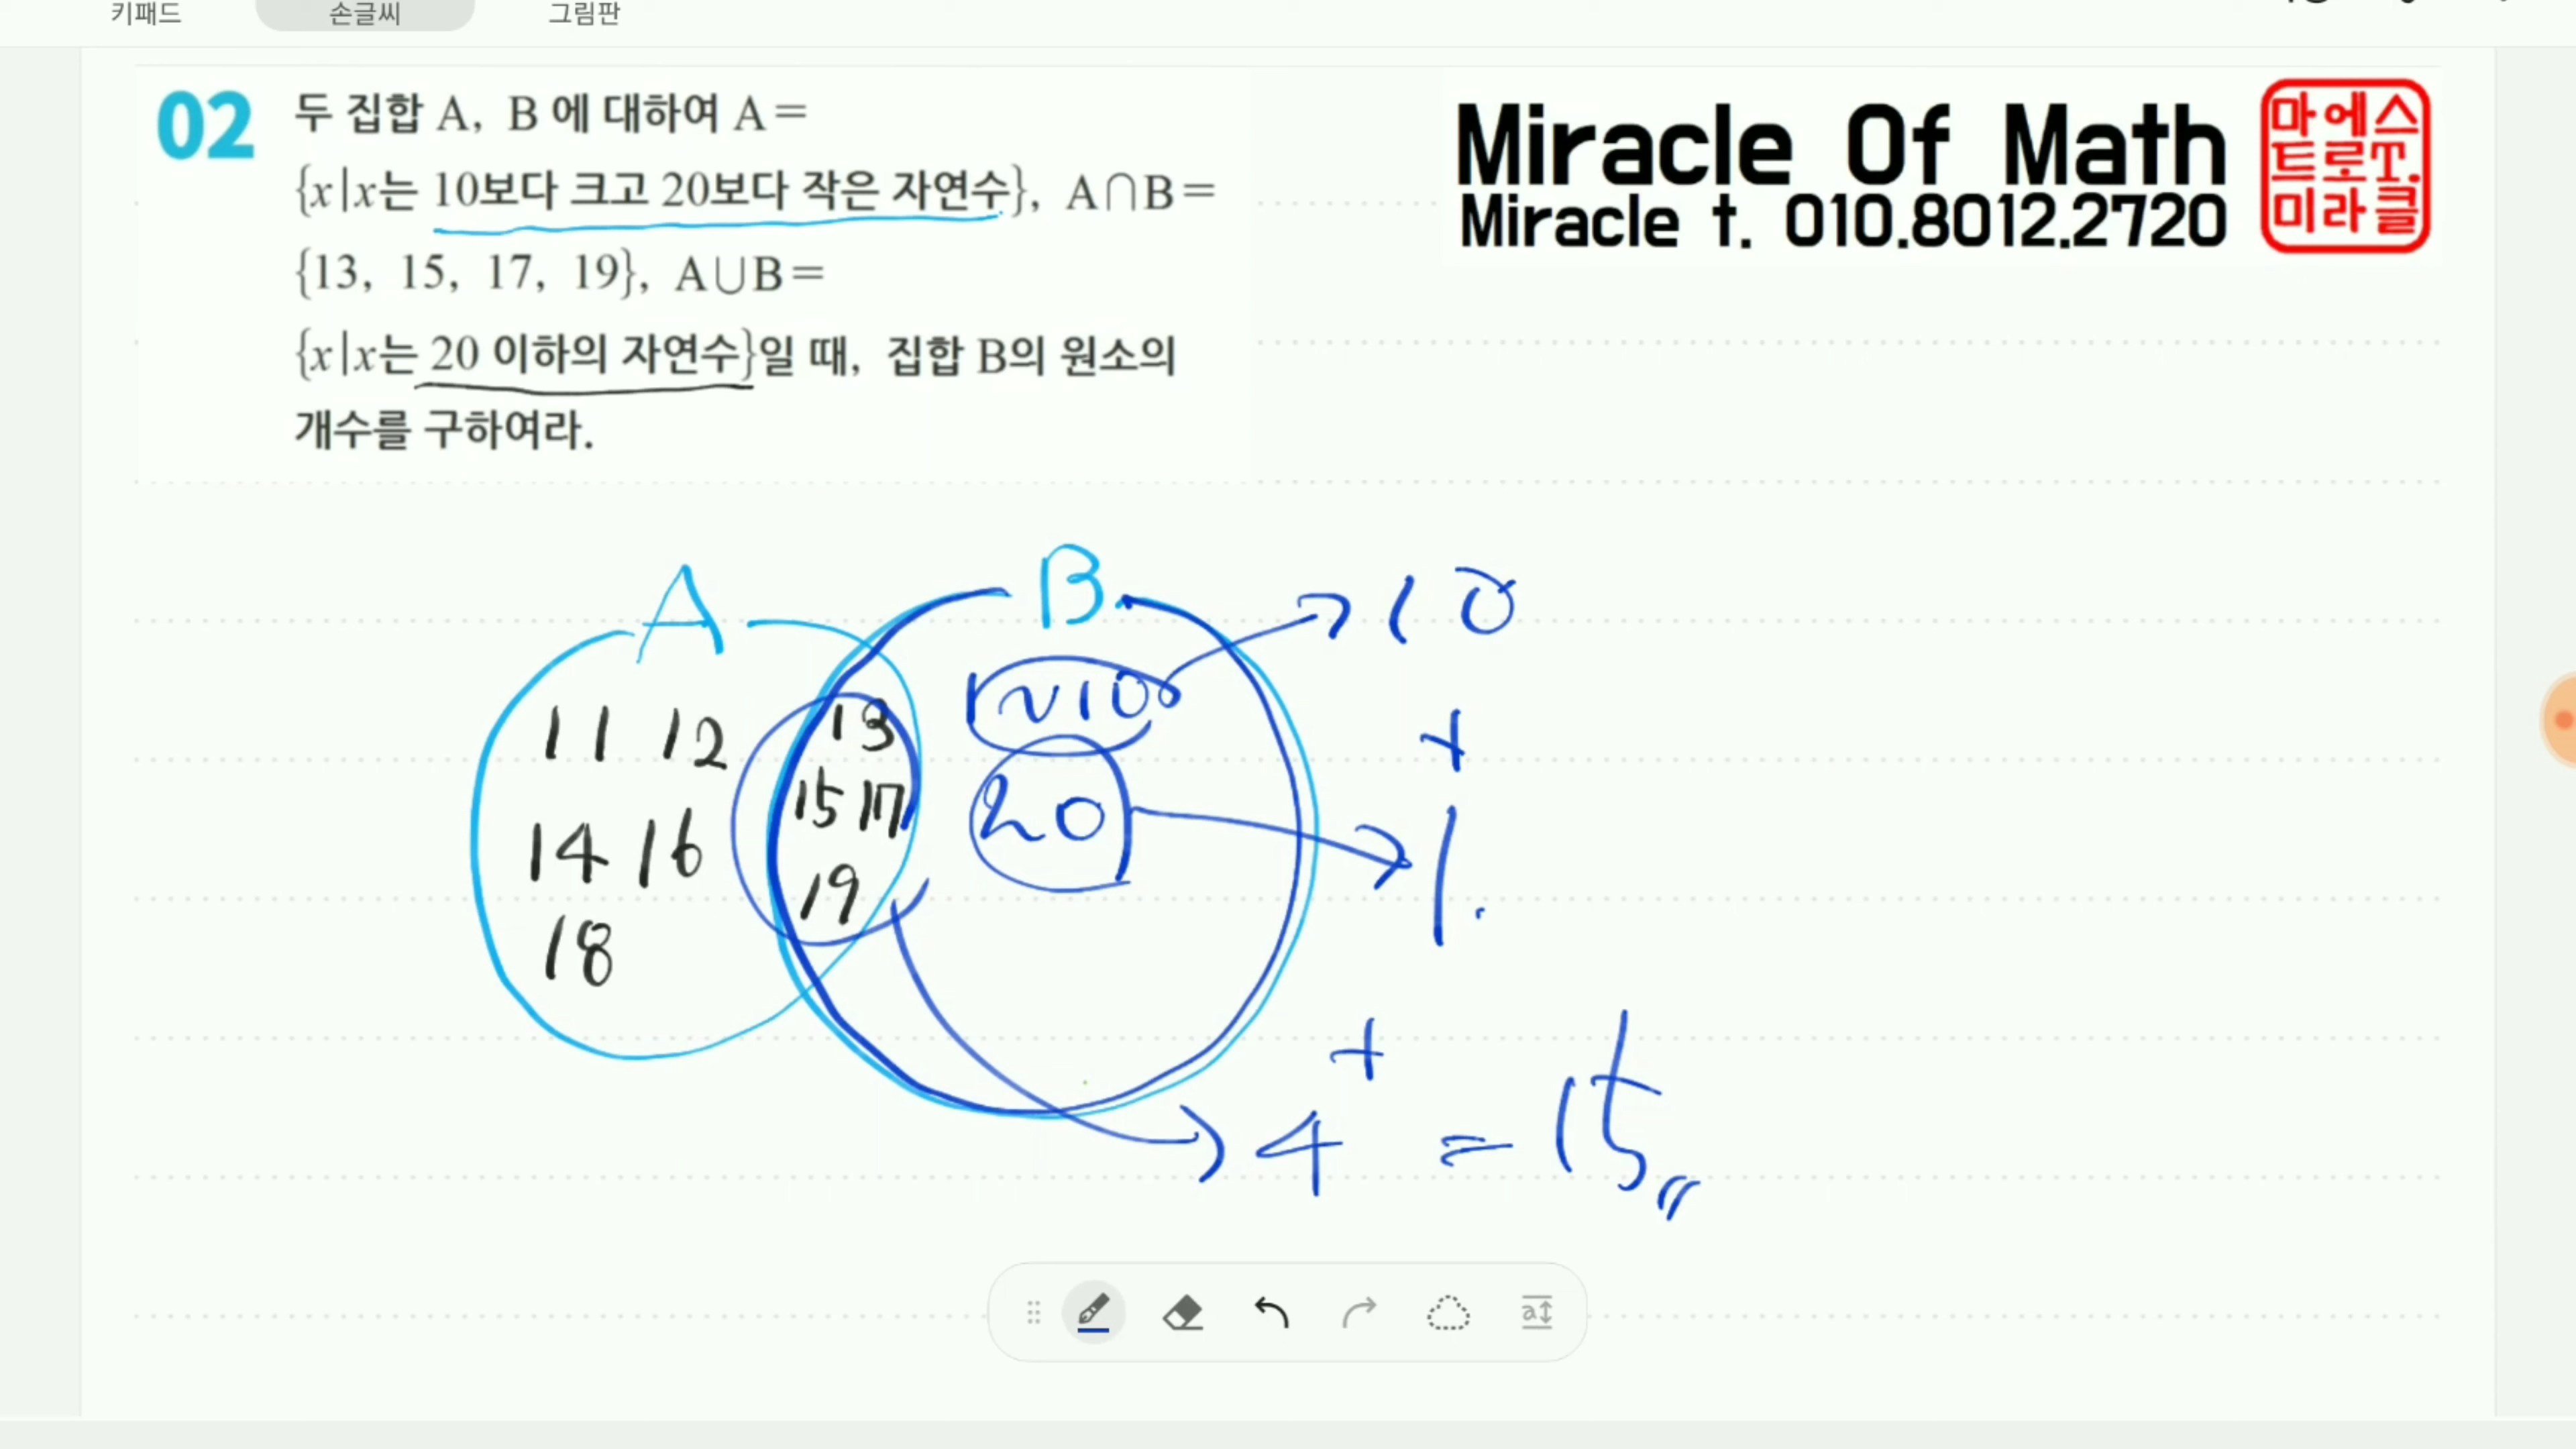 키패드 손글씨 그림판
02 두 집합 A, B 에 대하여 A=
{x|x는 10보다 크고 20보다 작은 자연수}, A∩B=
{13, 15, 17, 19}, A∪B=
{x|x는 20 이하의 자연수}일 때, 집합 B의 원소의
개수를 구하여라.
Miracle Of Math
Miracle t. 010.8012.2720
마에스
트로T.
미라클
A B
11 12
14 16
18
13
15 17
19
1~10
20
→10
+
→1.
+
→4 = 15